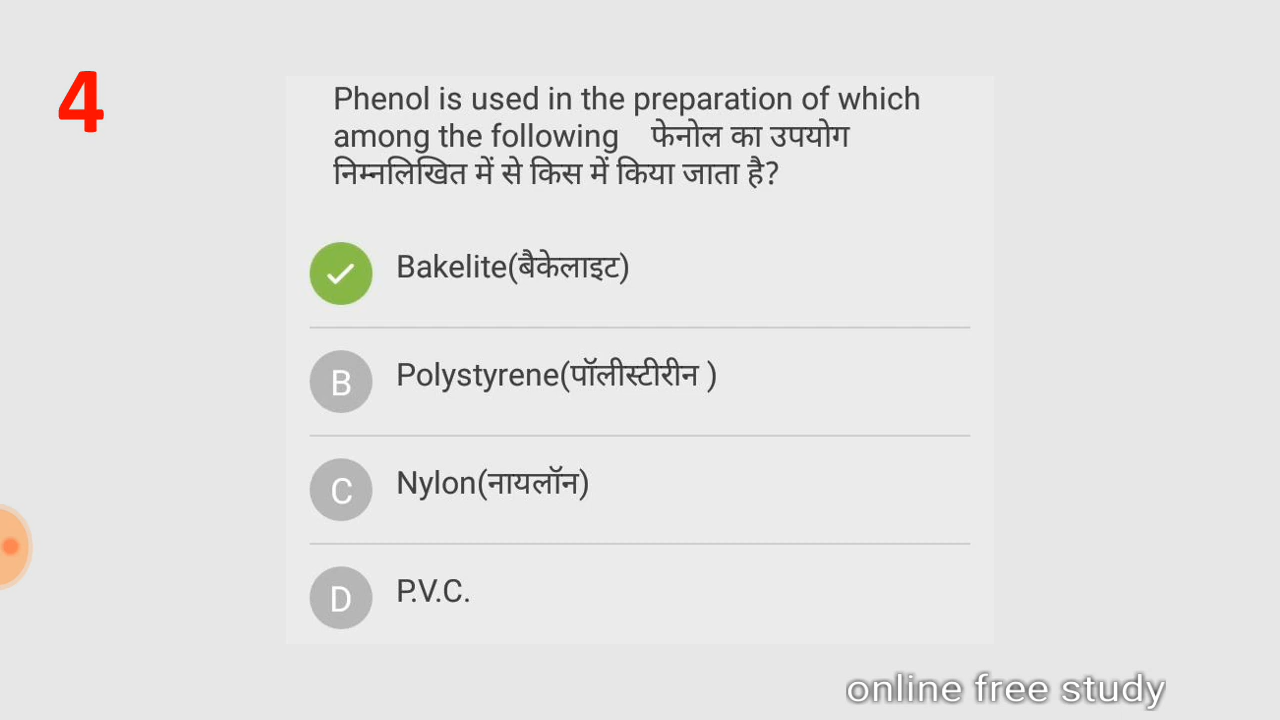 4
Phenol is used in the preparation of which
among the following फेनोल का उपयोग
निम्नलिखित में से किस में किया जाता है?
Bakelite(बैकेलाइट)
B Polystyrene(पॉलीस्टीरीन )
C Nylon(नायलॉन)
D P.V.C.
online free study